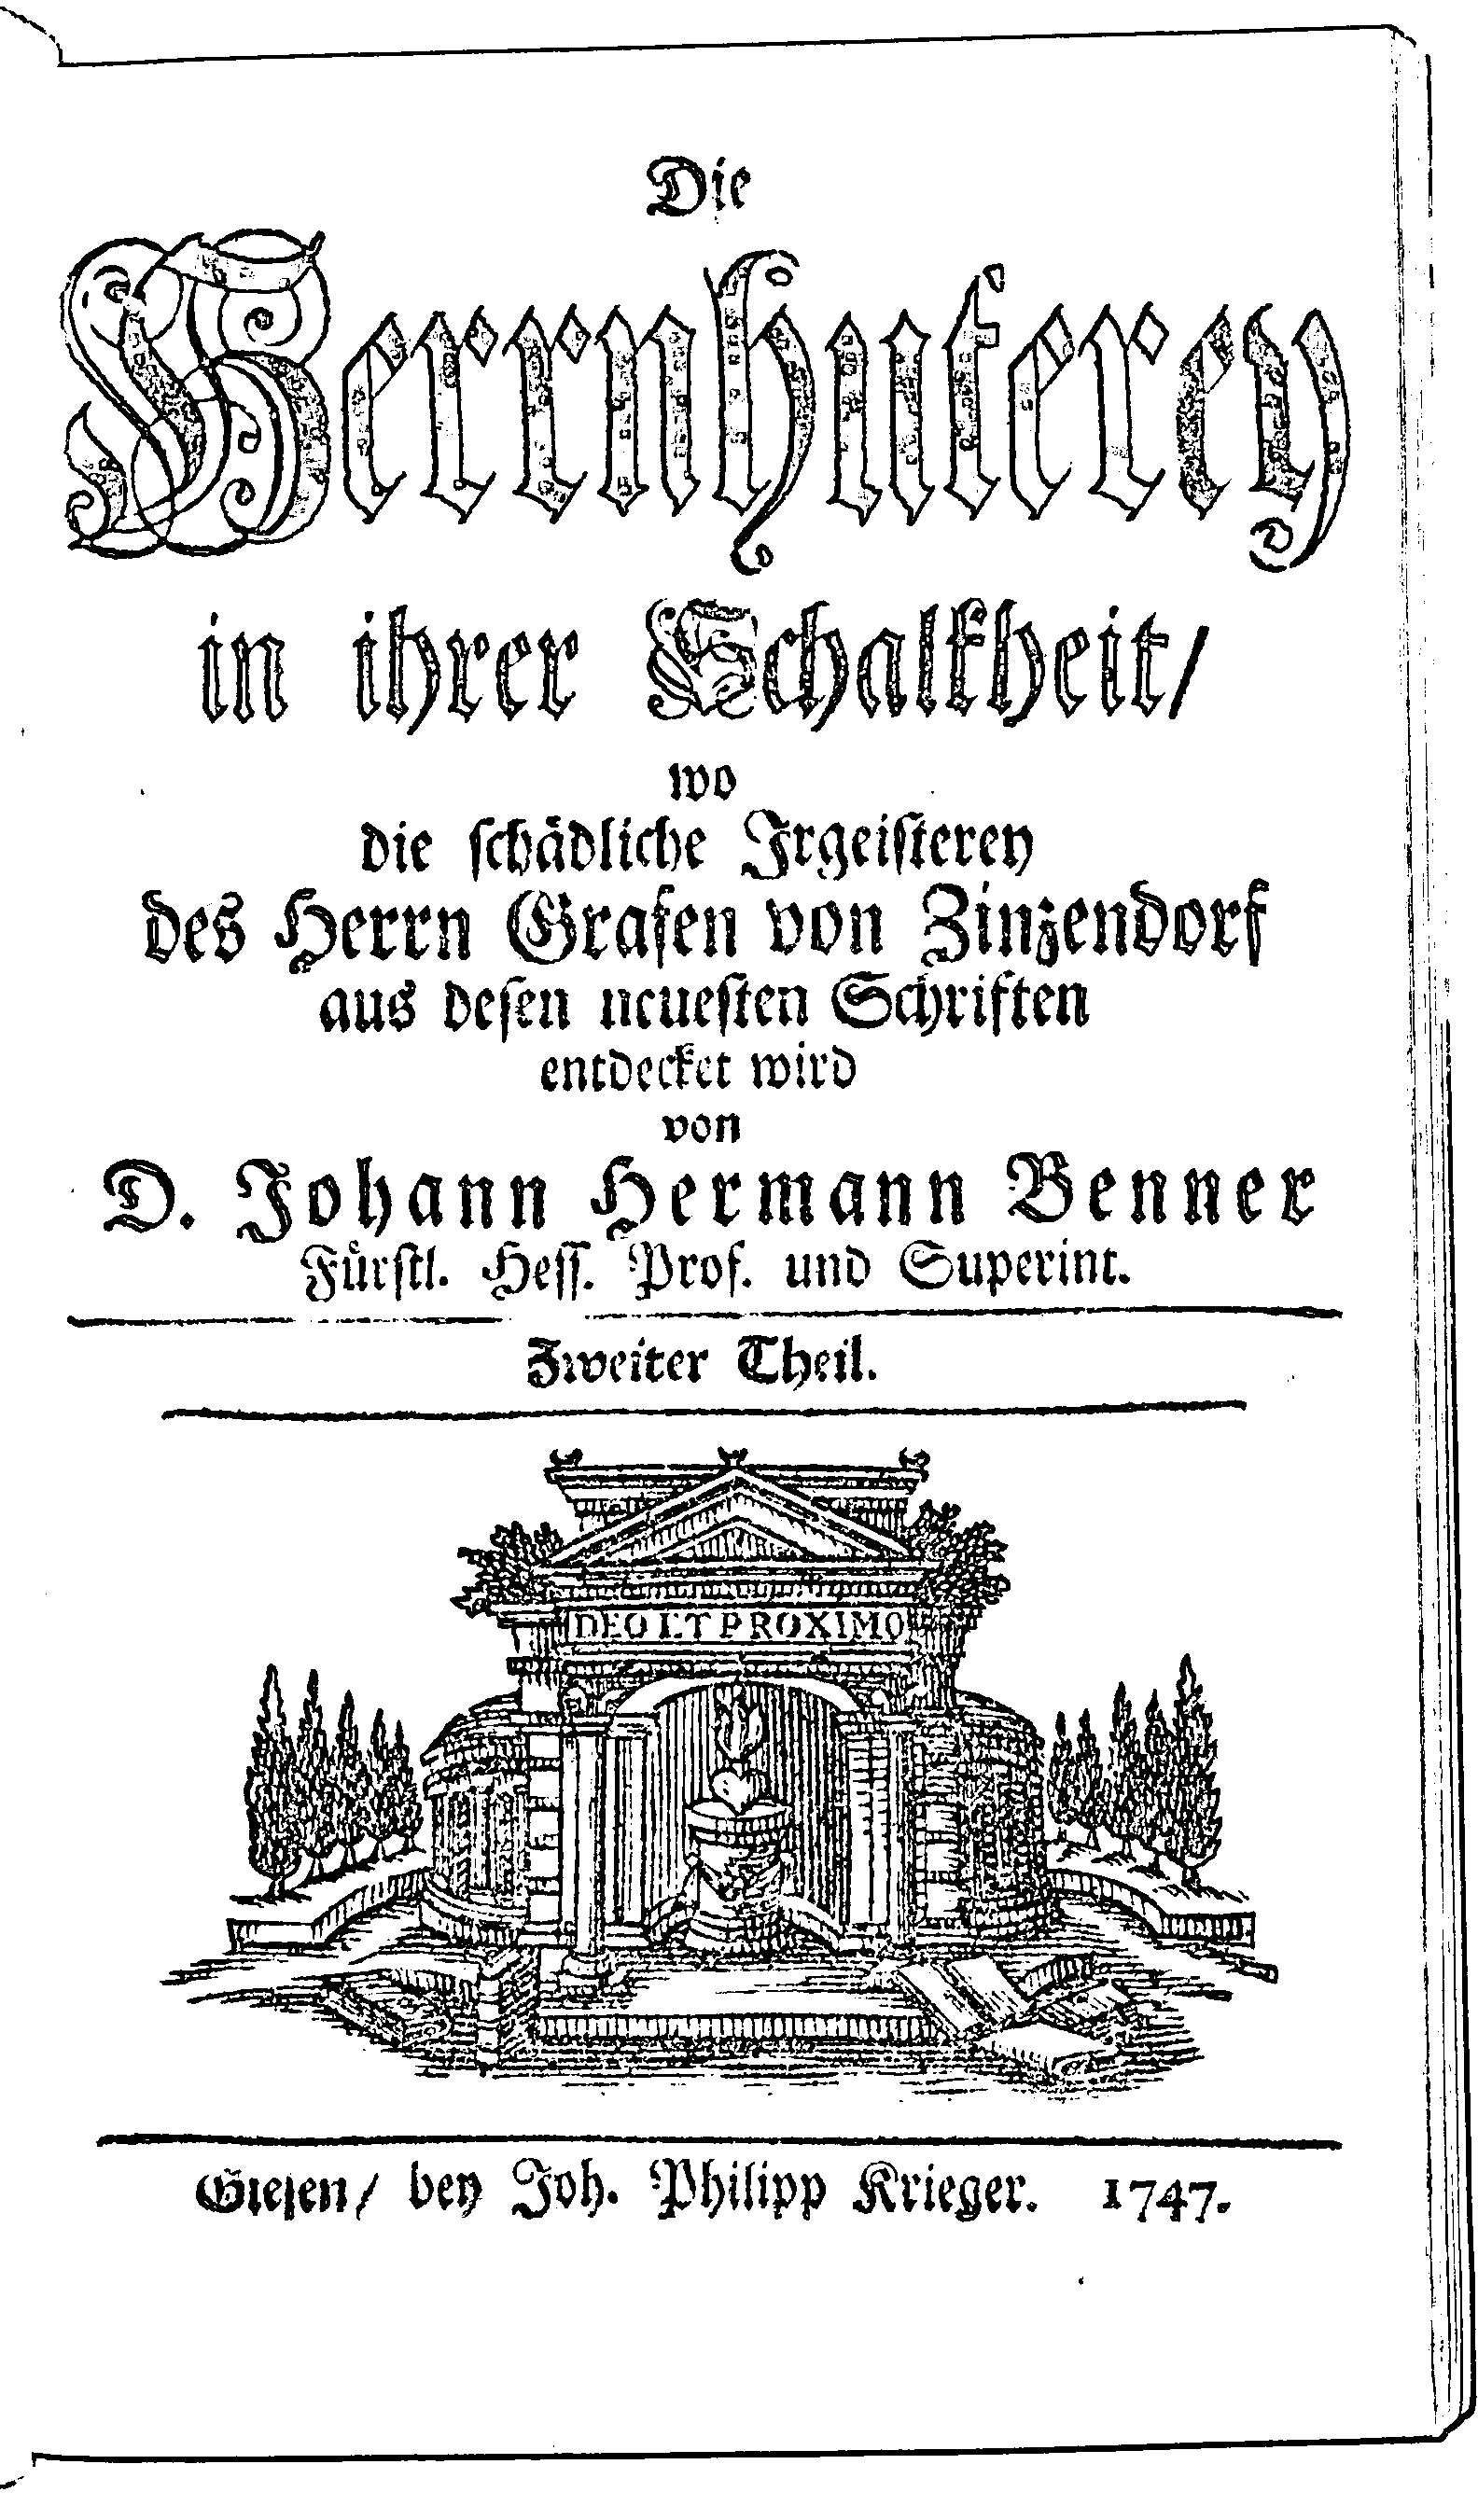 Die
Herrnhuterey
in ihrer Schalkheit/
wo
die schädliche Irgeisterey
des Herrn Grafen von Zinzendorf
aus desen neuesten Schriften
entdecket wird
von
D. Johann Hermann Benner
Fürstl. Hess. Prof. und Superint.
Zweiter Theil.
DEO ET PROXIMO
Giesen/ bey Joh. Philipp Krieger. 1747.